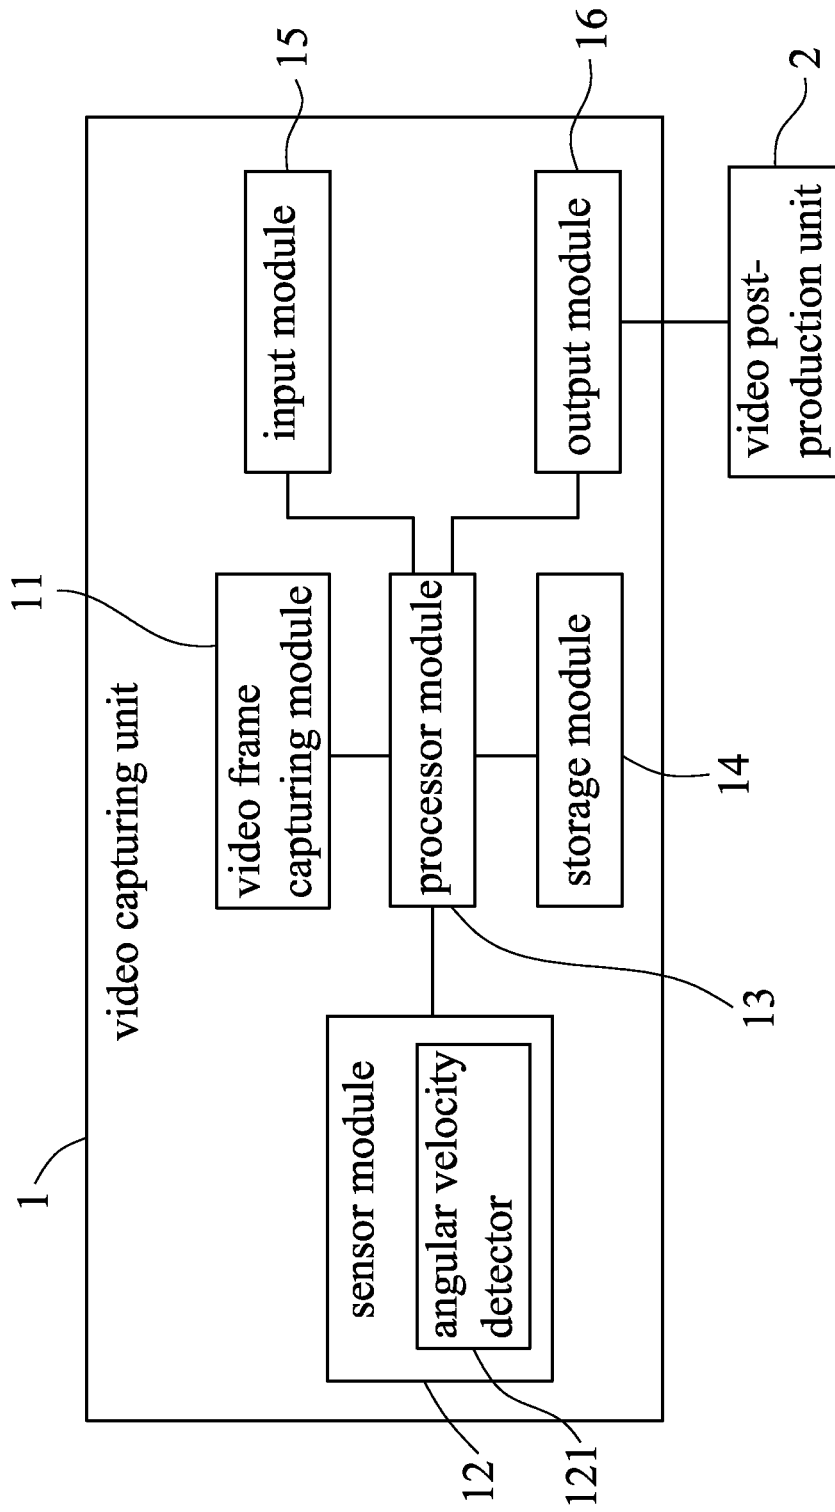 1
video capturing unit
11
15
video frame
capturing module
input module
sensor module
angular velocity
detector
processor module
12
121
13
storage module
14
output module
16
video post-
production unit
2